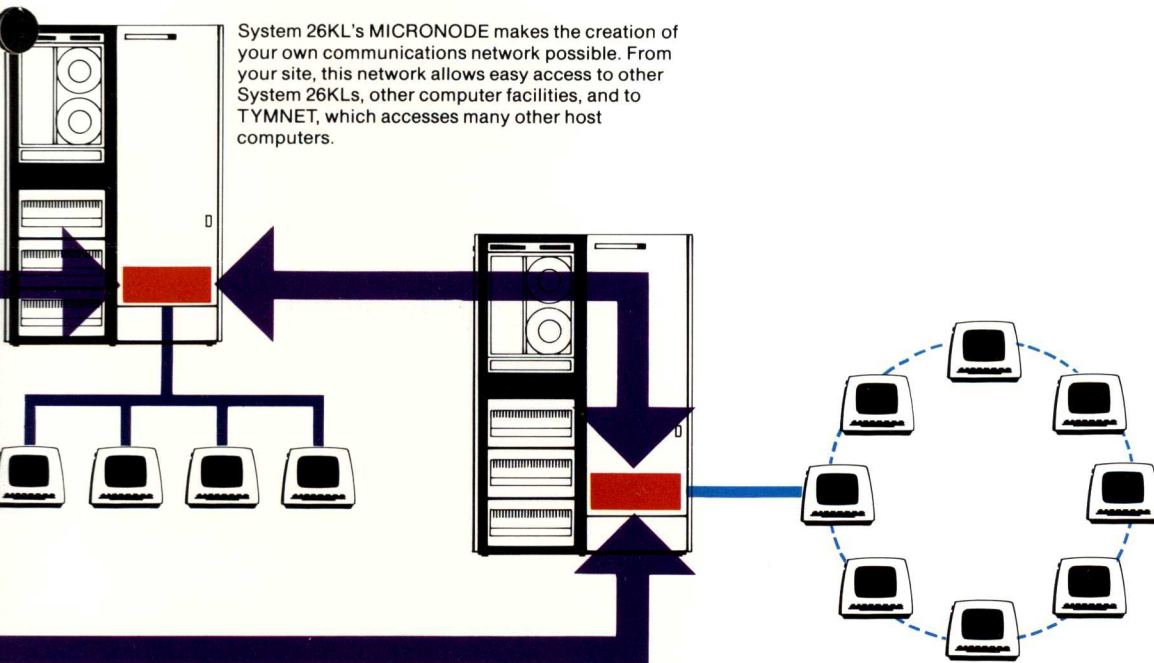 System 26KL's MICRONODE makes the creation of
your own communications network possible. From
your site, this network allows easy access to other
System 26KLs, other computer facilities, and to
TYMNET, which accesses many other host
computers.